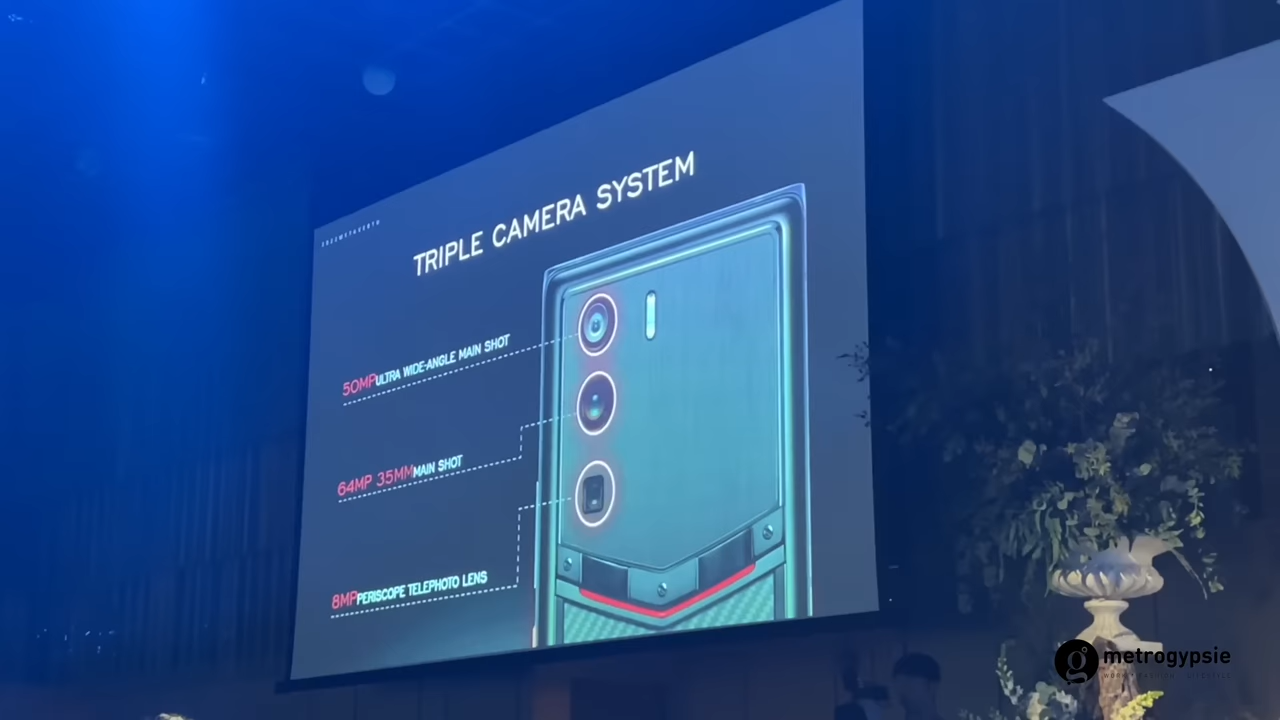 TRIPLE CAMERA SYSTEM
50MP ULTRA WIDE-ANGLE MAIN SHOT
64MP 35MM MAIN SHOT
8MP PERISCOPE TELEPHOTO LENS
metrogypsie